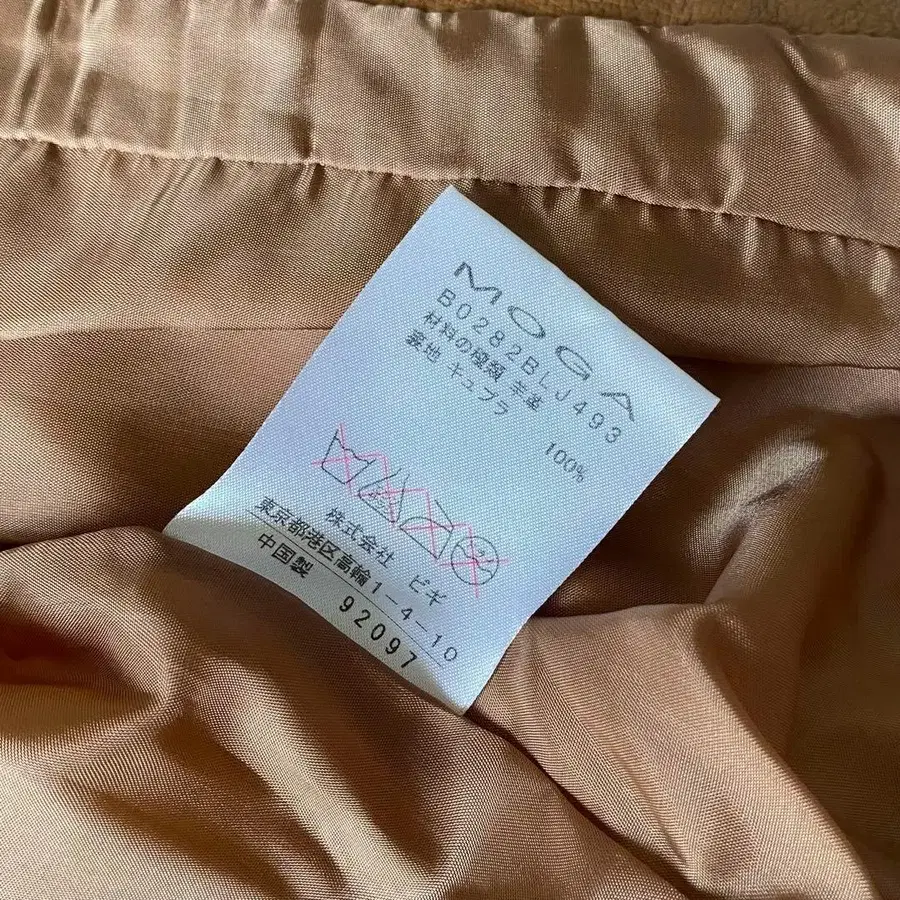 MOGA
B0282BLJ493
材料の種類 羊革
裏地 キュプラ 100%
株式会社 ビギ
東京都港区高輪1-4-10
中国製 92097